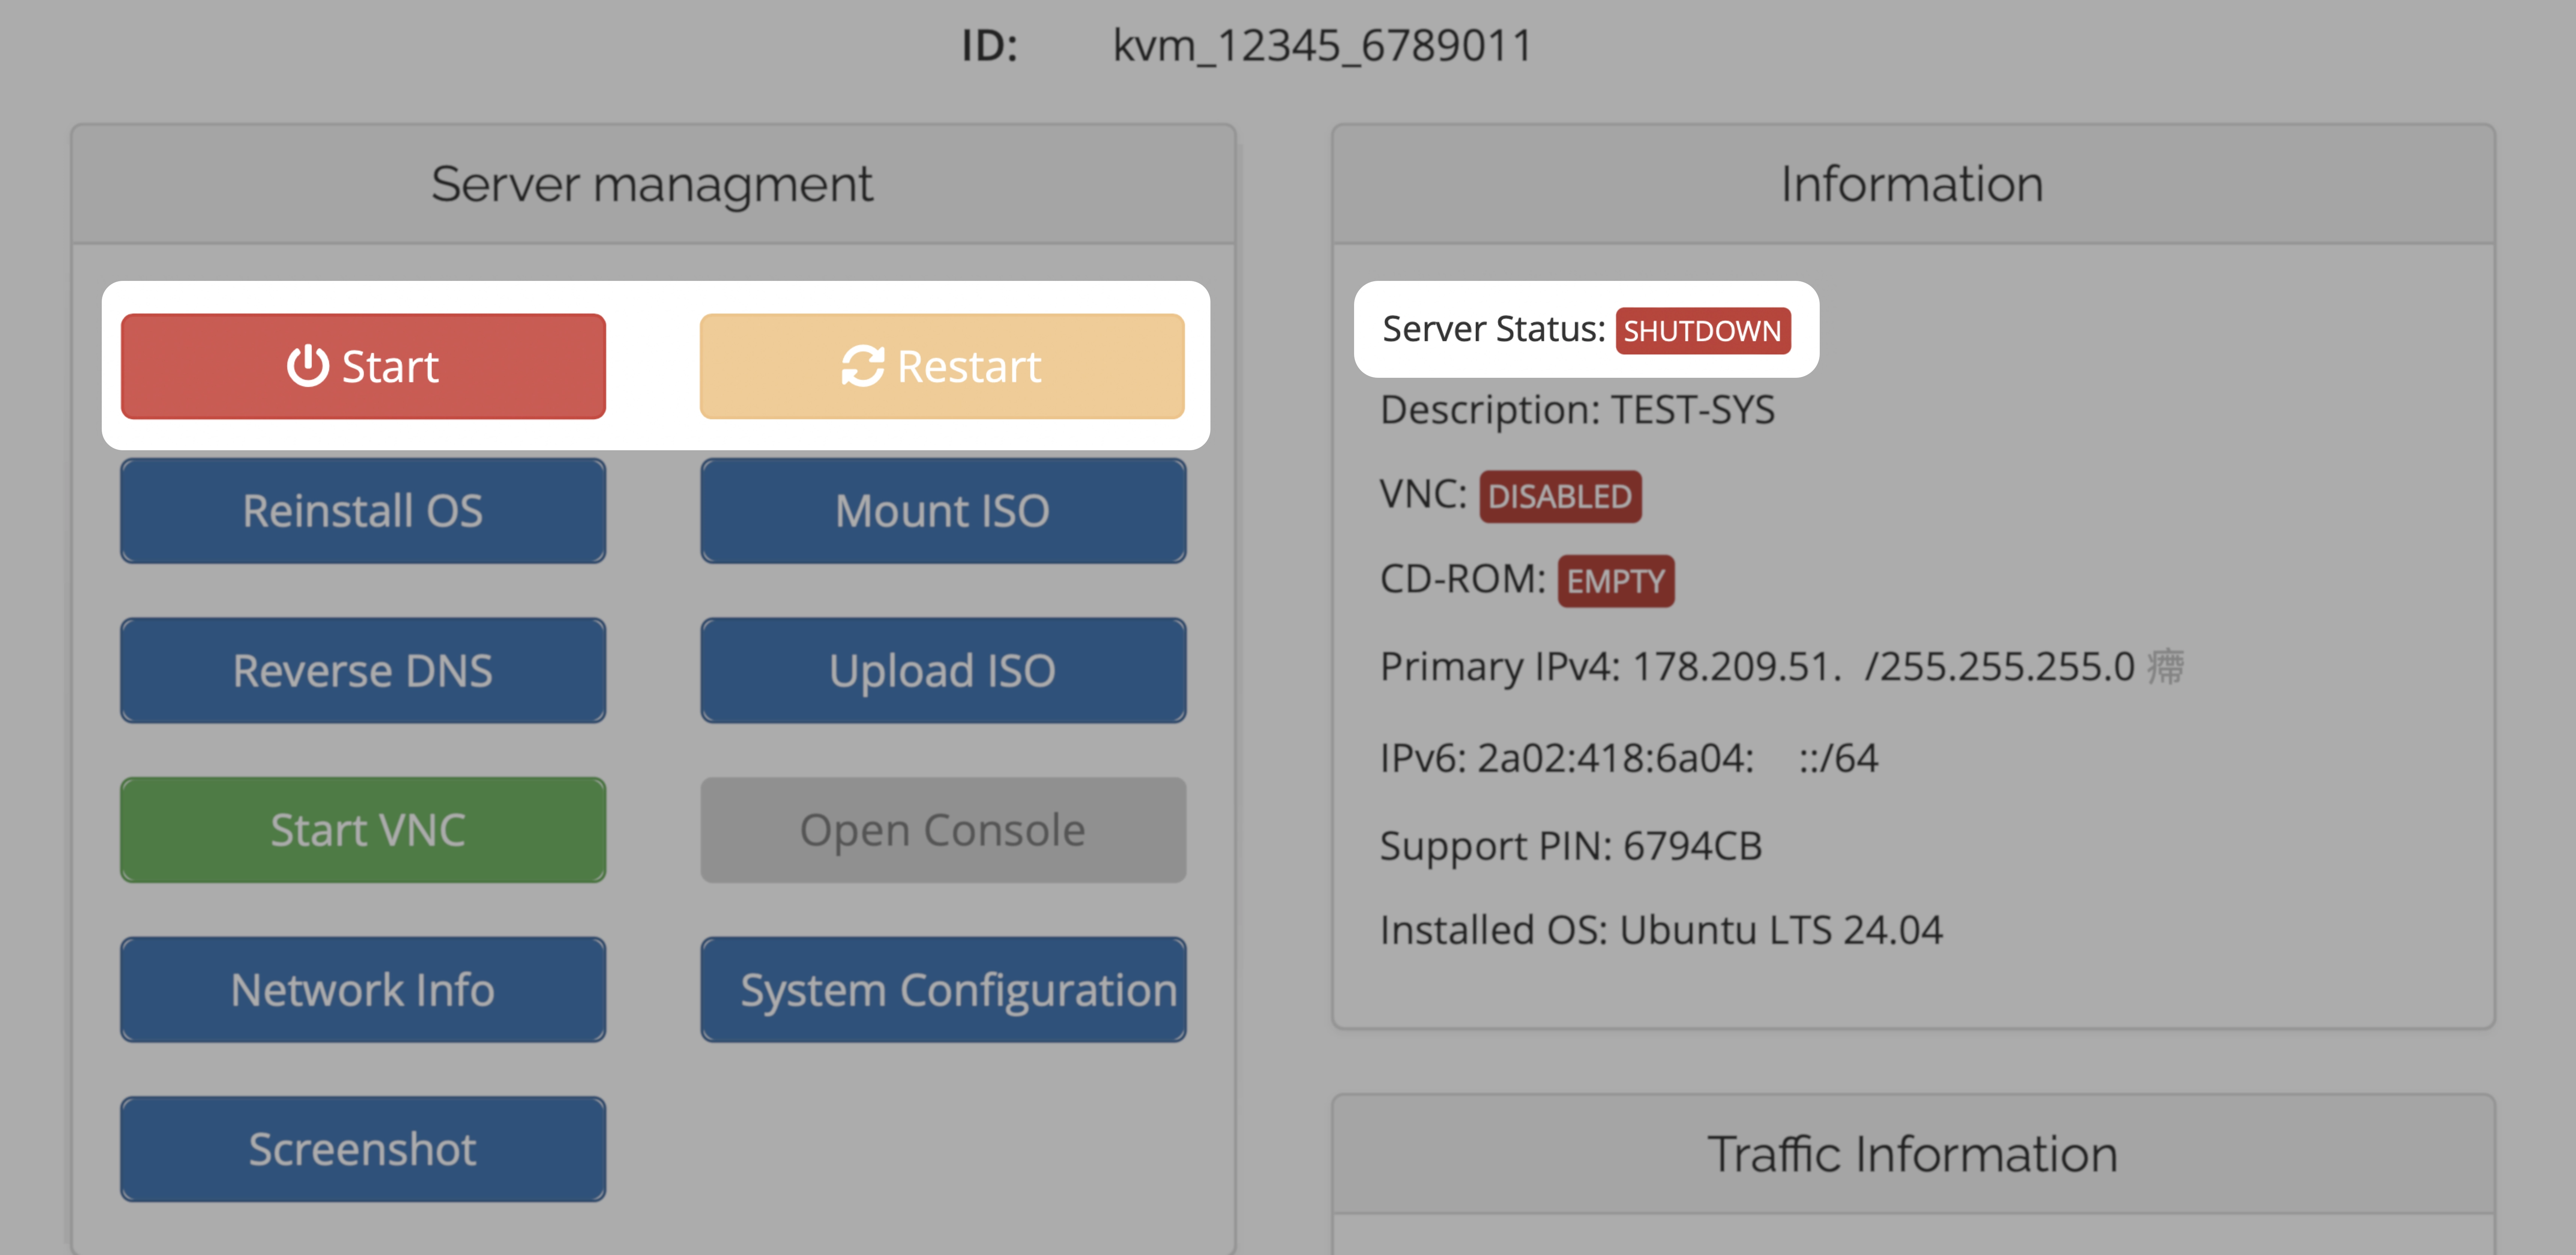 ID: kvm_12345_6789011
Server managment
Start
Restart
Reinstall OS
Mount ISO
Reverse DNS
Upload ISO
Start VNC
Open Console
Network Info
System Configuration
Screenshot
Information
Server Status: SHUTDOWN
Description: TEST-SYS
VNC: DISABLED
CD-ROM: EMPTY
Primary IPv4: 178.209.51. /255.255.255.0
IPv6: 2a02:418:6a04: ::/64
Support PIN: 6794CB
Installed OS: Ubuntu LTS 24.04
Traffic Information